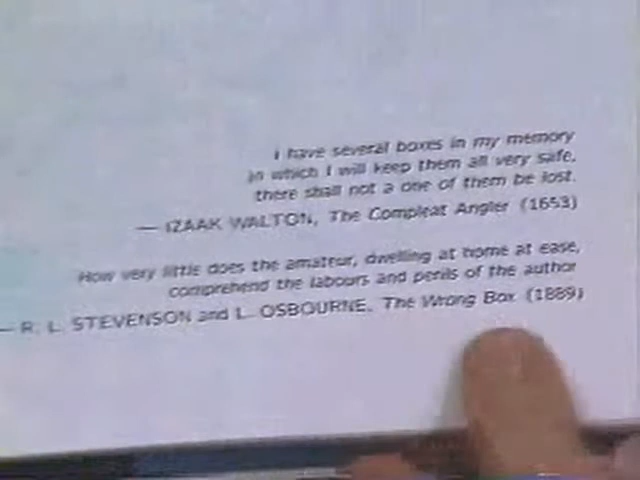 I have several boxes in my memory
in which I will keep them all very safe,
there shall not a one of them be lost.
— IZAAK WALTON, The Compleat Angler (1653)
How very little does the amateur, dwelling at home at ease,
comprehend the labours and perils of the author
— R. L. STEVENSON and L. OSBOURNE, The Wrong Box (1889)